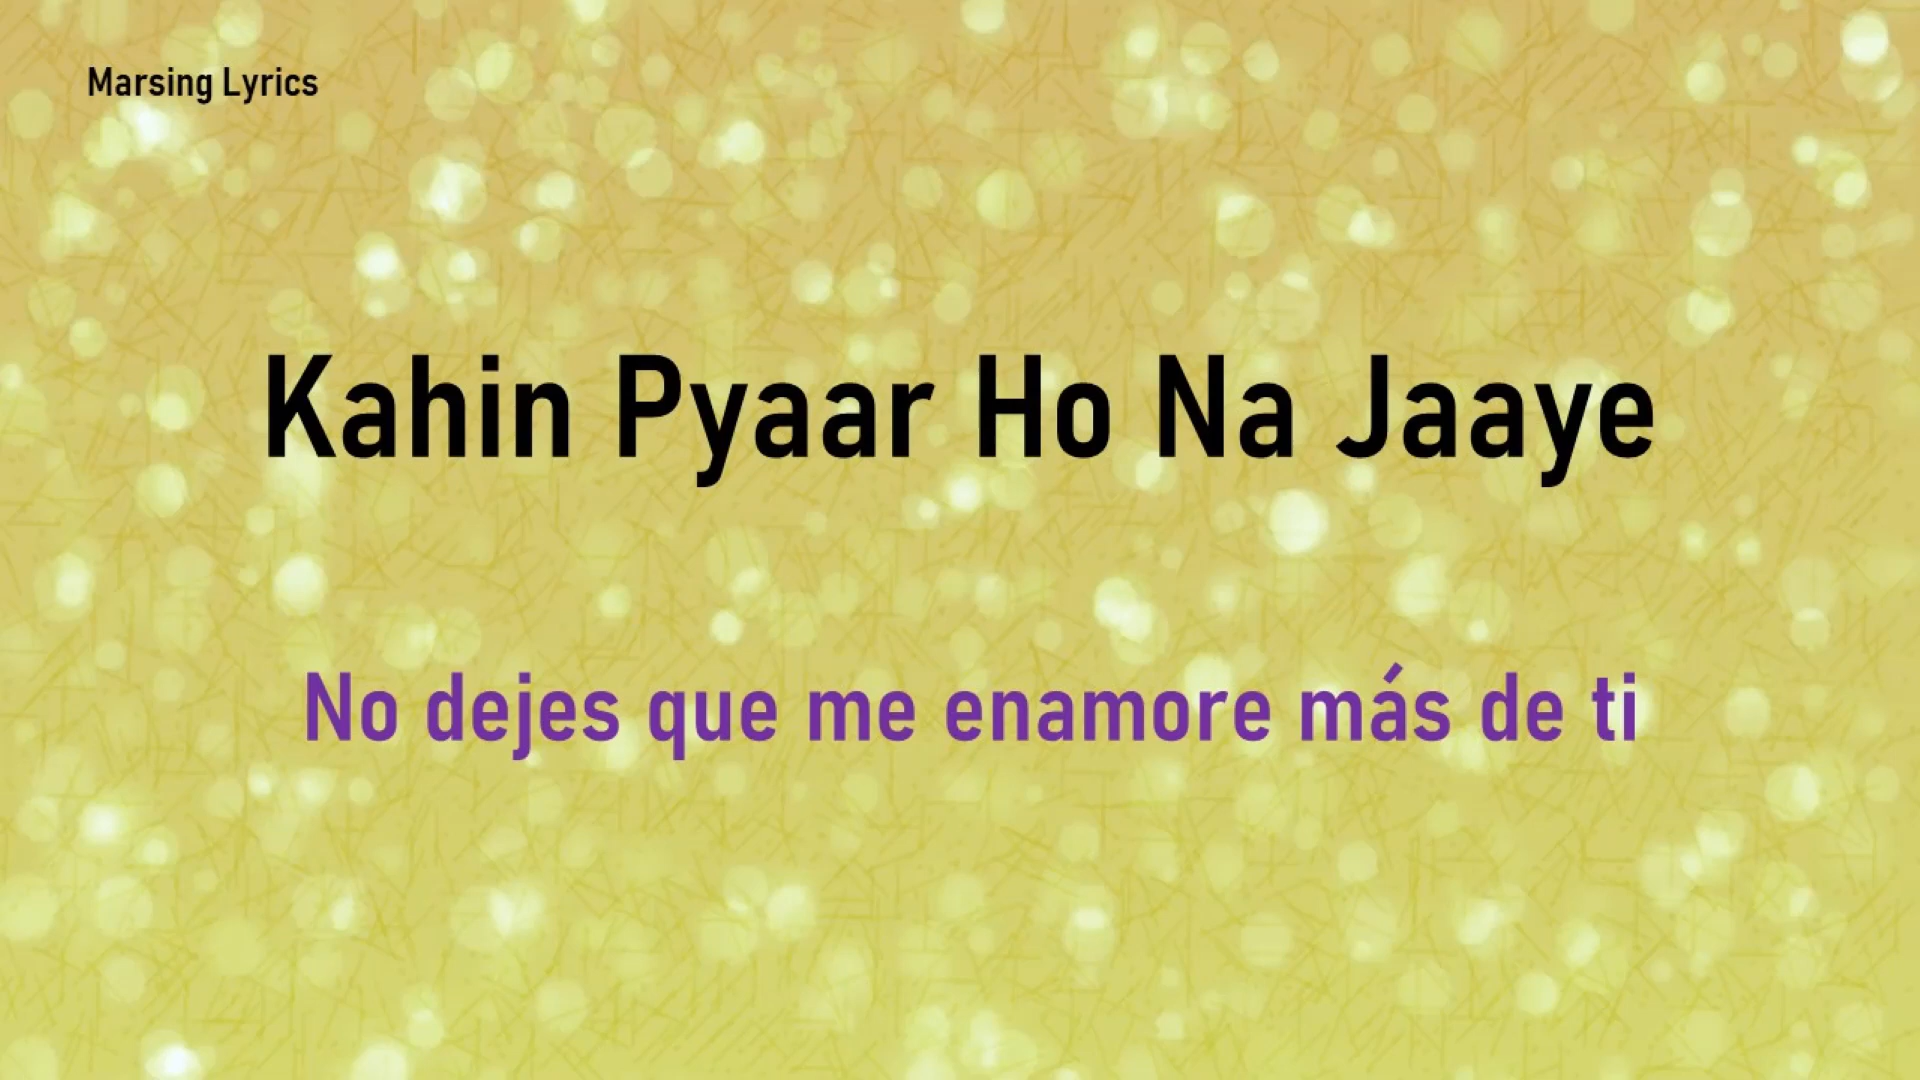 Marsing Lyrics
Kahin Pyaar Ho Na Jaaye
No dejes que me enamore más de ti